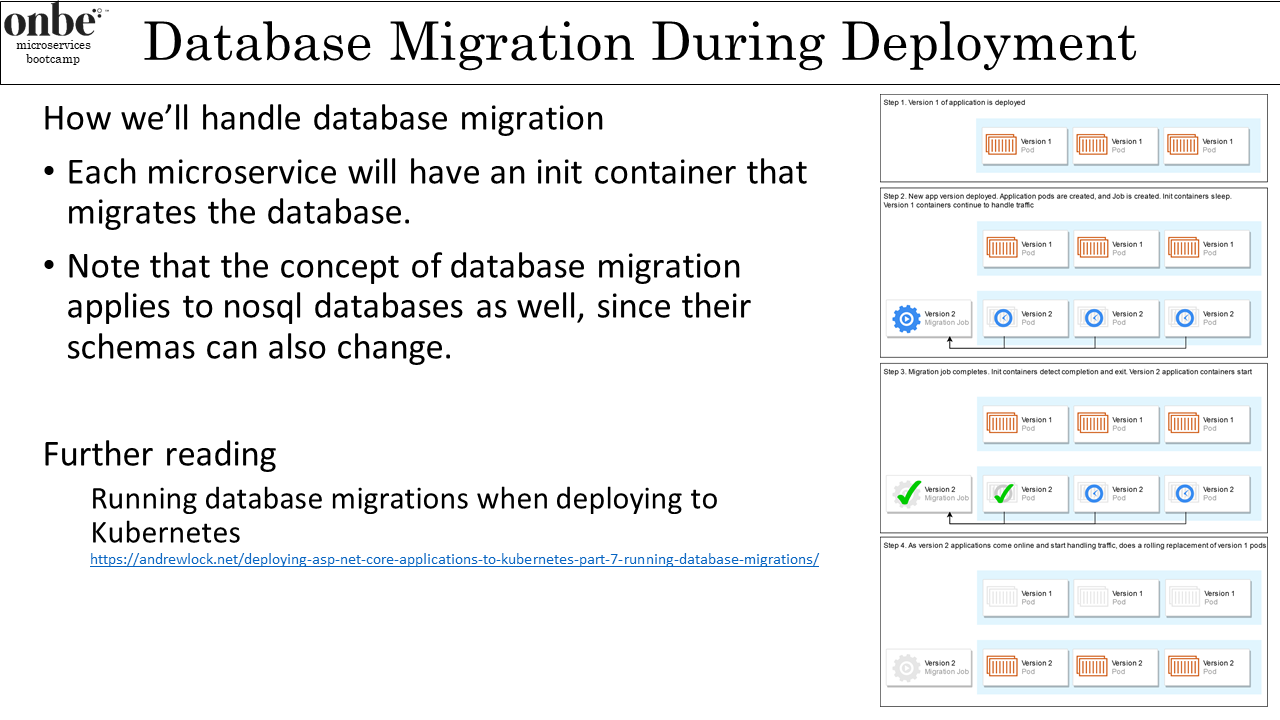 onbe
microservices
bootcamp
Database Migration During Deployment
How we’ll handle database migration
• Each microservice will have an init container that
migrates the database.
• Note that the concept of database migration
applies to nosql databases as well, since their
schemas can also change.
Further reading
Running database migrations when deploying to
Kubernetes
https://andrewlock.net/deploying-asp-net-core-applications-to-kubernetes-part-7-running-database-migrations/
Step 1. Version 1 of application is deployed
Version 1
Pod
Version 1
Pod
Version 1
Pod
Step 2. New app version deployed. Application pods are created, and Job is created. Init containers sleep.
Version 1 containers continue to handle traffic
Version 1
Pod
Version 1
Pod
Version 1
Pod
Version 2
Migration Job
Version 2
Pod
Version 2
Pod
Version 2
Pod
Step 3. Migration job completes. Init containers detect completion and exit. Version 2 application containers start
Version 1
Pod
Version 1
Pod
Version 1
Pod
Version 2
Migration Job
Version 2
Pod
Version 2
Pod
Version 2
Pod
Step 4. As version 2 applications come online and start handling traffic, does a rolling replacement of version 1 pods
Version 1
Pod
Version 1
Pod
Version 1
Pod
Version 2
Migration Job
Version 2
Pod
Version 2
Pod
Version 2
Pod